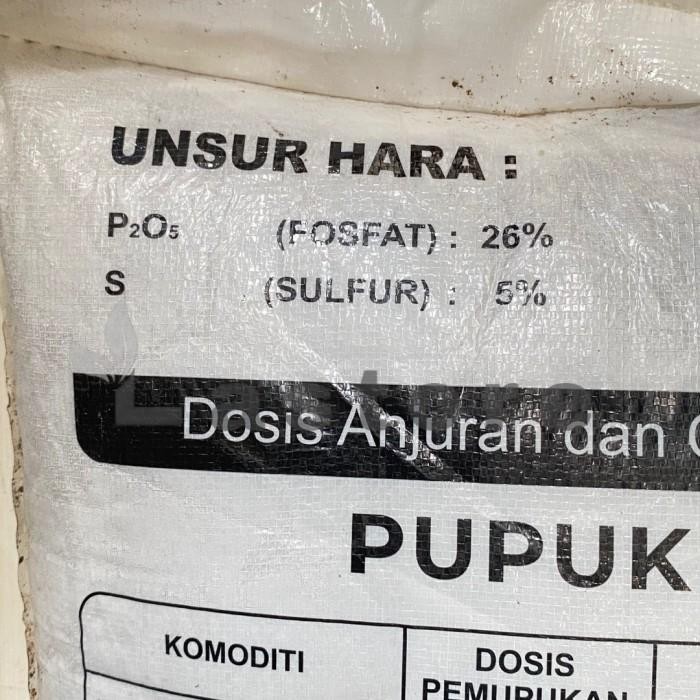 UNSUR HARA :
P₂O₅ (FOSFAT) : 26%
S (SULFUR) : 5%
Dosis Anjuran dan
PUPUK
KOMODITI
DOSIS
PEMUPUKAN